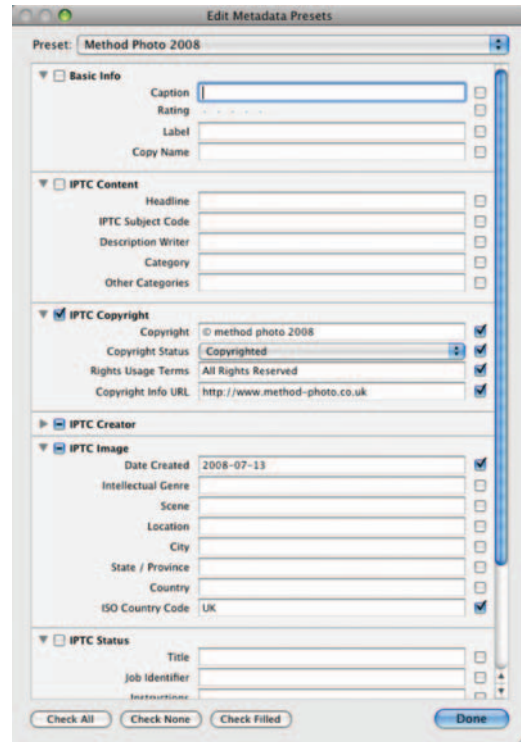 Edit Metadata Presets
Preset: Method Photo 2008
Basic Info
Caption
Rating
Label
Copy Name
IPTC Content
Headline
IPTC Subject Code
Description Writer
Category
Other Categories
IPTC Copyright
Copyright © method photo 2008
Copyright Status Copyrighted
Rights Usage Terms All Rights Reserved
Copyright Info URL http://www.method-photo.co.uk
IPTC Creator
IPTC Image
Date Created 2008-07-13
Intellectual Genre
Scene
Location
City
State / Province
Country
ISO Country Code UK
IPTC Status
Title
Job Identifier
Instructions
Check All Check None Check Filled Done